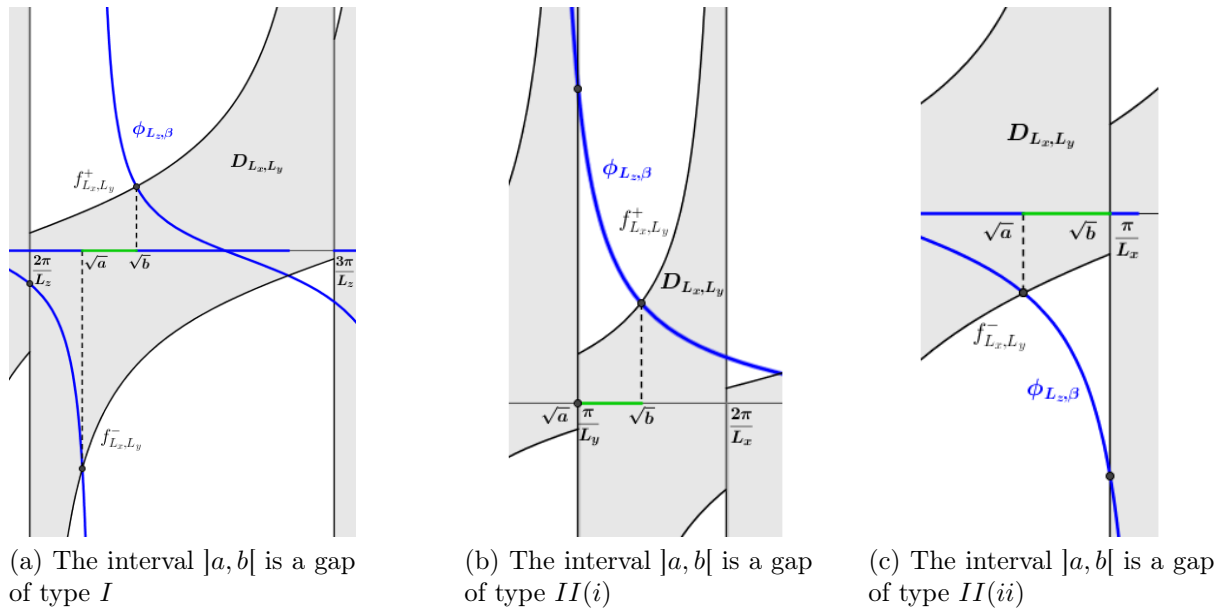 ϕ_{L_z,β}
D_{L_x,L_y}
f^+_{L_x,L_y}
2π/L_z
√a
√b
3π/L_z
f^-_{L_x,L_y}
(a) The interval ]a, b[ is a gap
of type I
ϕ_{L_z,β}
f^+_{L_x,L_y}
D_{L_x,L_y}
√a
π/L_y
√b
2π/L_x
(b) The interval ]a, b[ is a gap
of type II(i)
D_{L_x,L_y}
√a
√b
π/L_x
f^-_{L_x,L_y}
ϕ_{L_z,β}
(c) The interval ]a, b[ is a gap
of type II(ii)